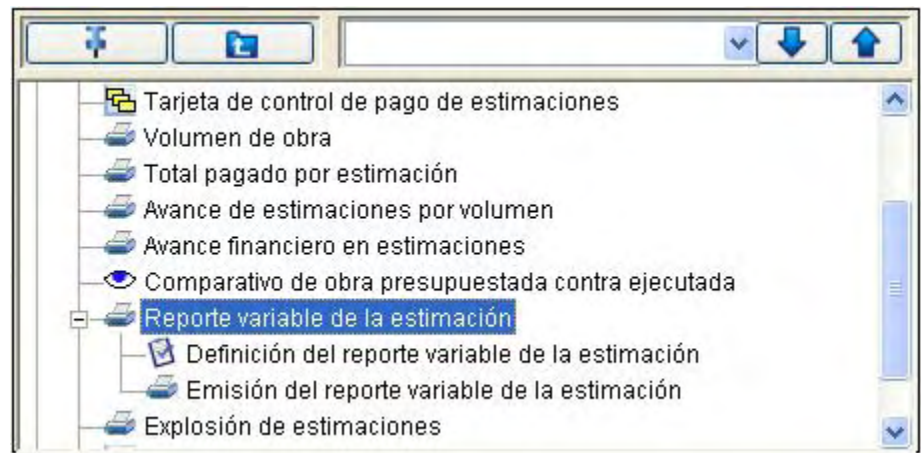 Tarjeta de control de pago de estimaciones
Volumen de obra
Total pagado por estimación
Avance de estimaciones por volumen
Avance financiero en estimaciones
Comparativo de obra presupuestada contra ejecutada
Reporte variable de la estimación
Definición del reporte variable de la estimación
Emisión del reporte variable de la estimación
Explosión de estimaciones